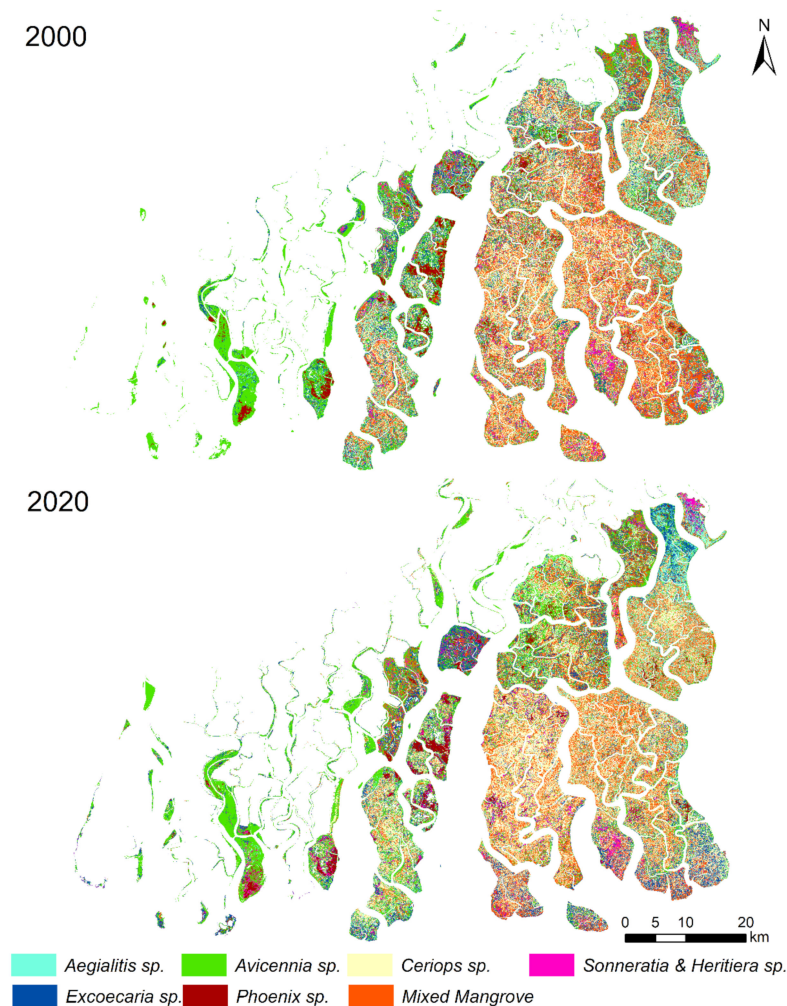 2000
N
2020
0 5 10 20
km
Aegialitis sp. Avicennia sp. Ceriops sp. Sonneratia & Heritiera sp.
Excoecaria sp. Phoenix sp. Mixed Mangrove